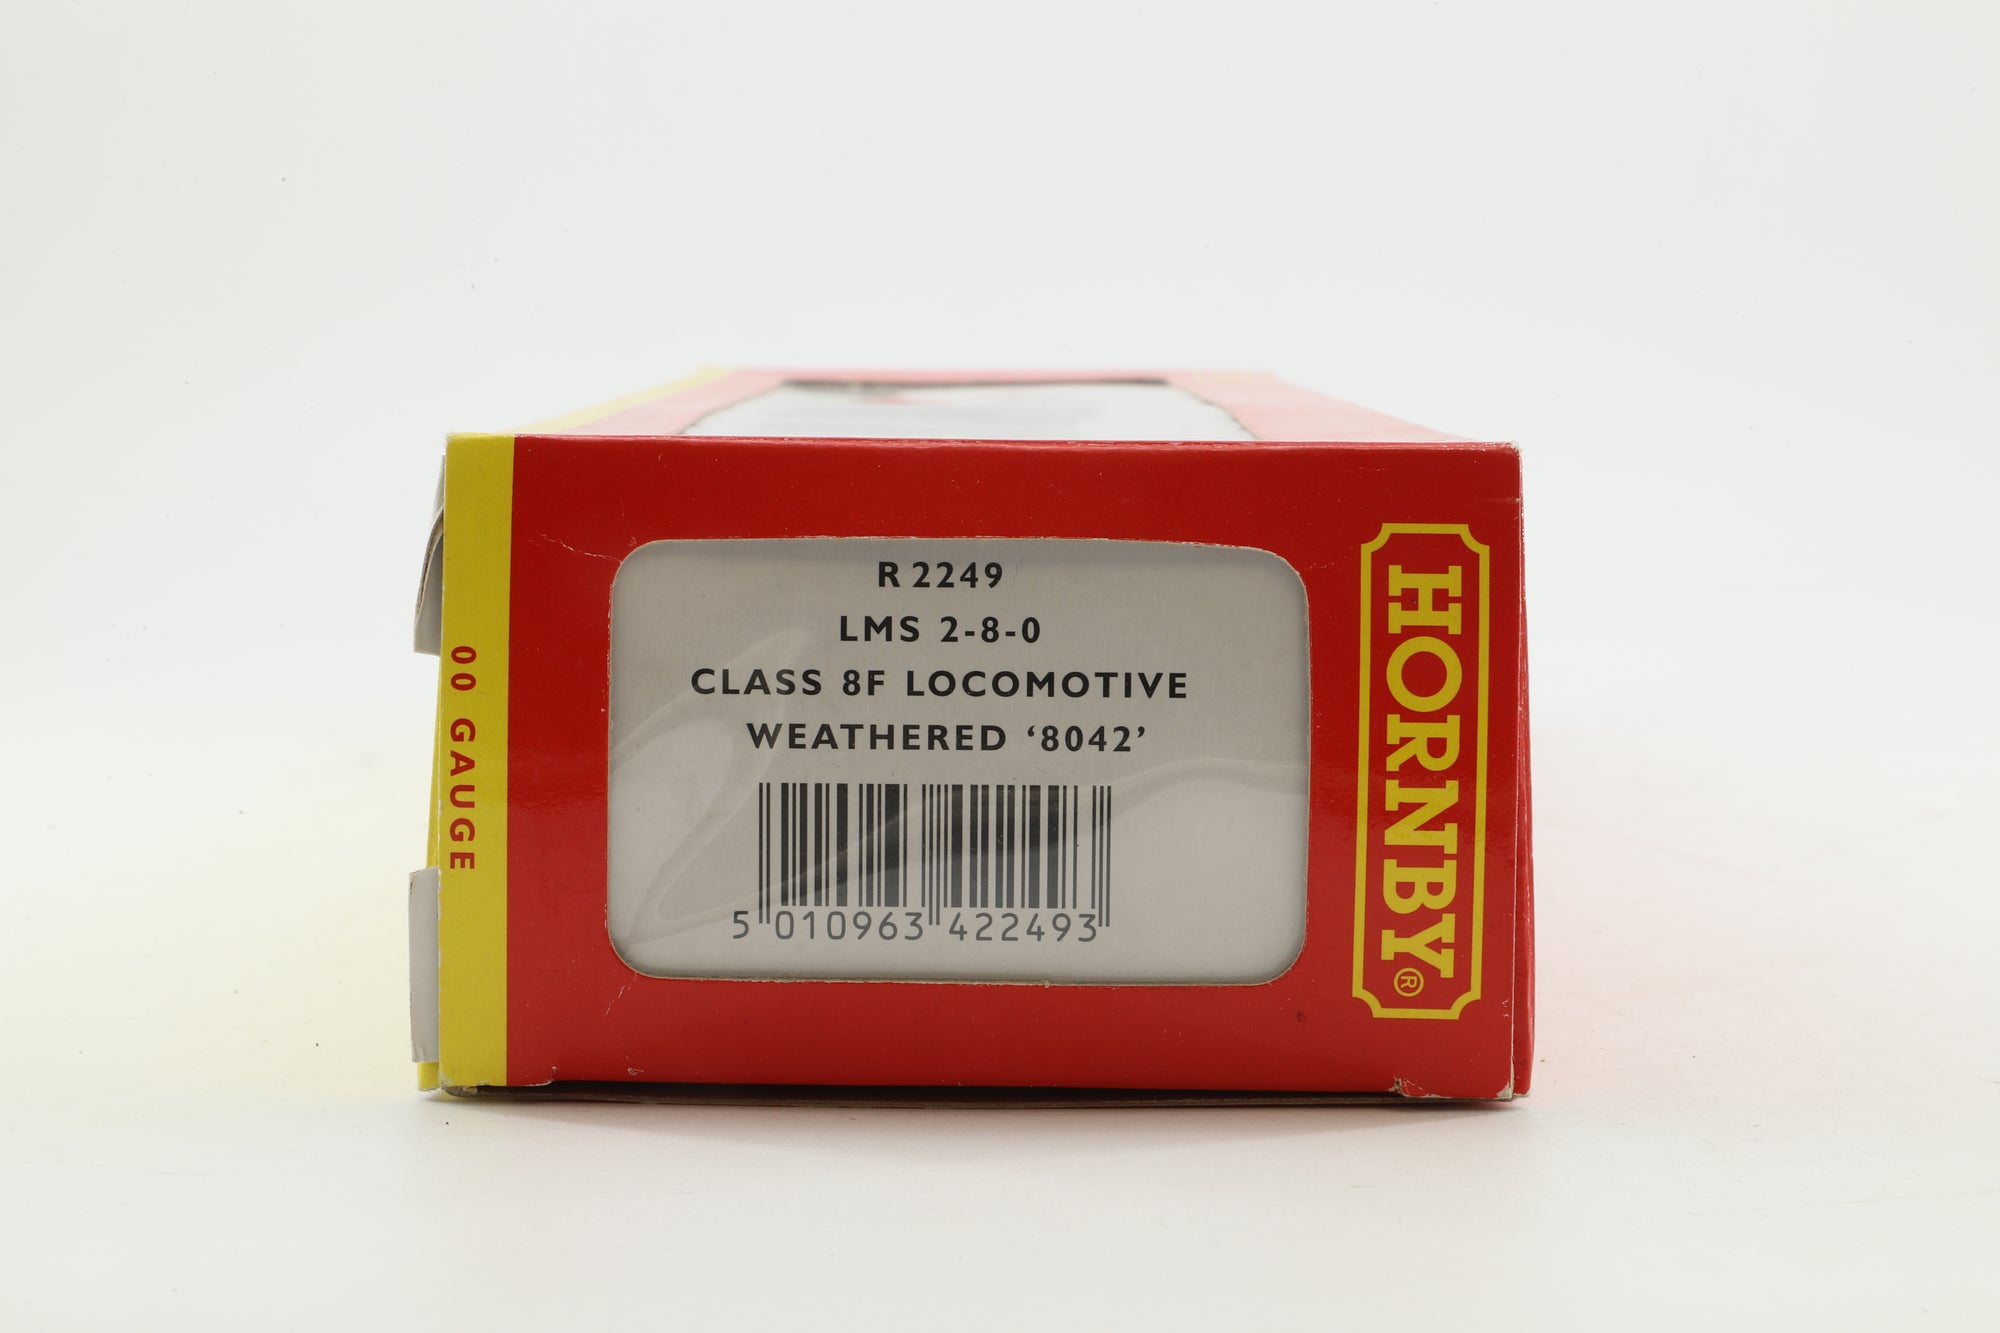 R 2249
LMS 2-8-0
CLASS 8F LOCOMOTIVE
WEATHERED ‘8042’
5 010963 422493
00 GAUGE
HORNBY®